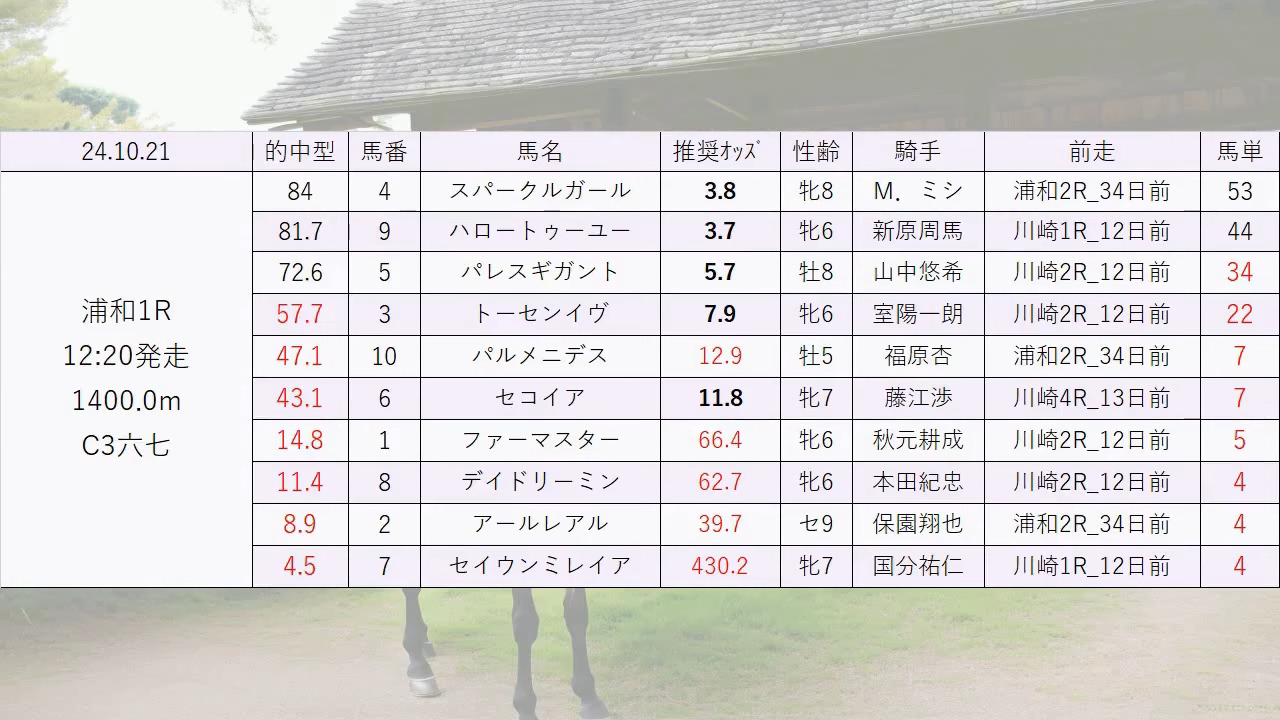 24.10.21 的中型 馬番 馬名 推奨ｵｯｽﾞ 性齢 騎手 前走 馬単
浦和1R
12:20発走
1400.0m
C3六七
84 4 スパークルガール 3.8 牝8 M．ミシ 浦和2R_34日前 53
81.7 9 ハロートゥーユー 3.7 牝6 新原周馬 川崎1R_12日前 44
72.6 5 パレスギガント 5.7 牡8 山中悠希 川崎2R_12日前 34
57.7 3 トーセンイヴ 7.9 牝6 室陽一朗 川崎2R_12日前 22
47.1 10 パルメニデス 12.9 牡5 福原杏 浦和2R_34日前 7
43.1 6 セコイア 11.8 牝7 藤江渉 川崎4R_13日前 7
14.8 1 ファーマスター 66.4 牝6 秋元耕成 川崎2R_12日前 5
11.4 8 デイドリーミン 62.7 牝6 本田紀忠 川崎2R_12日前 4
8.9 2 アールレアル 39.7 セ9 保園翔也 浦和2R_34日前 4
4.5 7 セイウンミレイア 430.2 牝7 国分祐仁 川崎1R_12日前 4